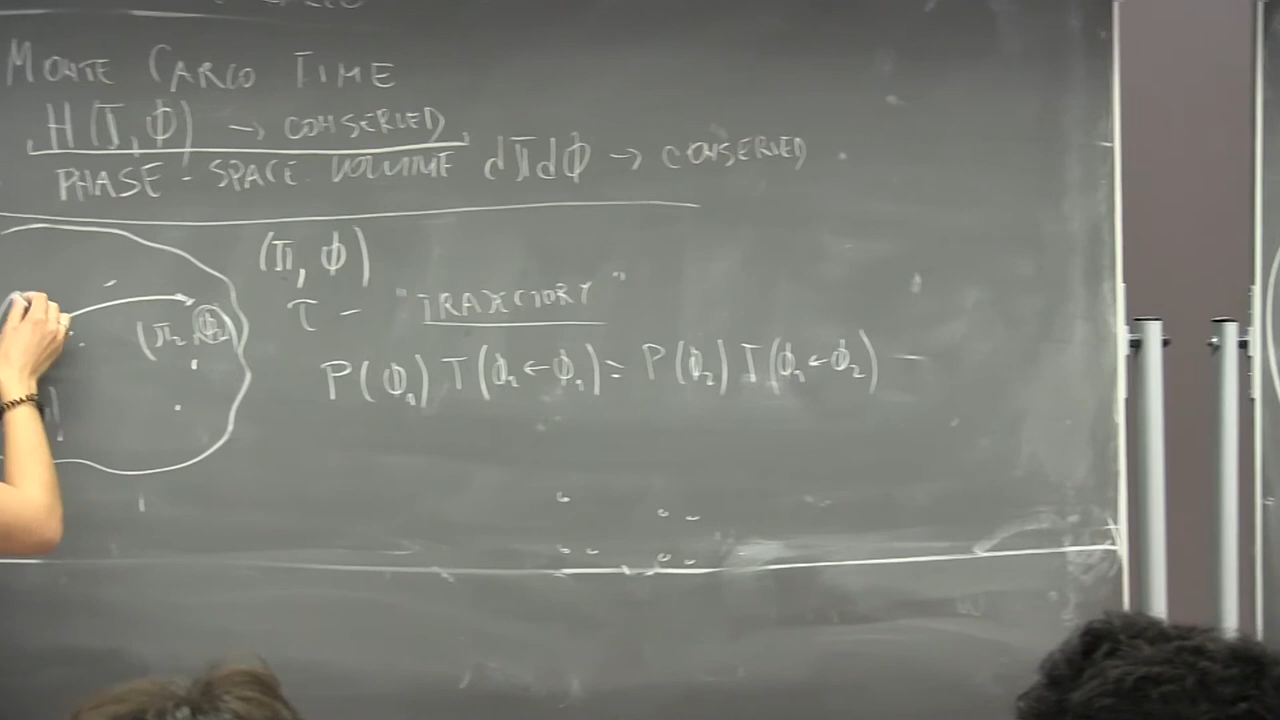 MONTE CARLO TIME
H(π, ϕ) → CONSERVED
PHASE-SPACE VOLUME dπdϕ → CONSERVED
(π, ϕ)
τ - "TRAJECTORY"
(π₂, ϕ₂)
P(ϕ₁) T(ϕ₂←ϕ₁) = P(ϕ₂) T(ϕ₁←ϕ₂) -